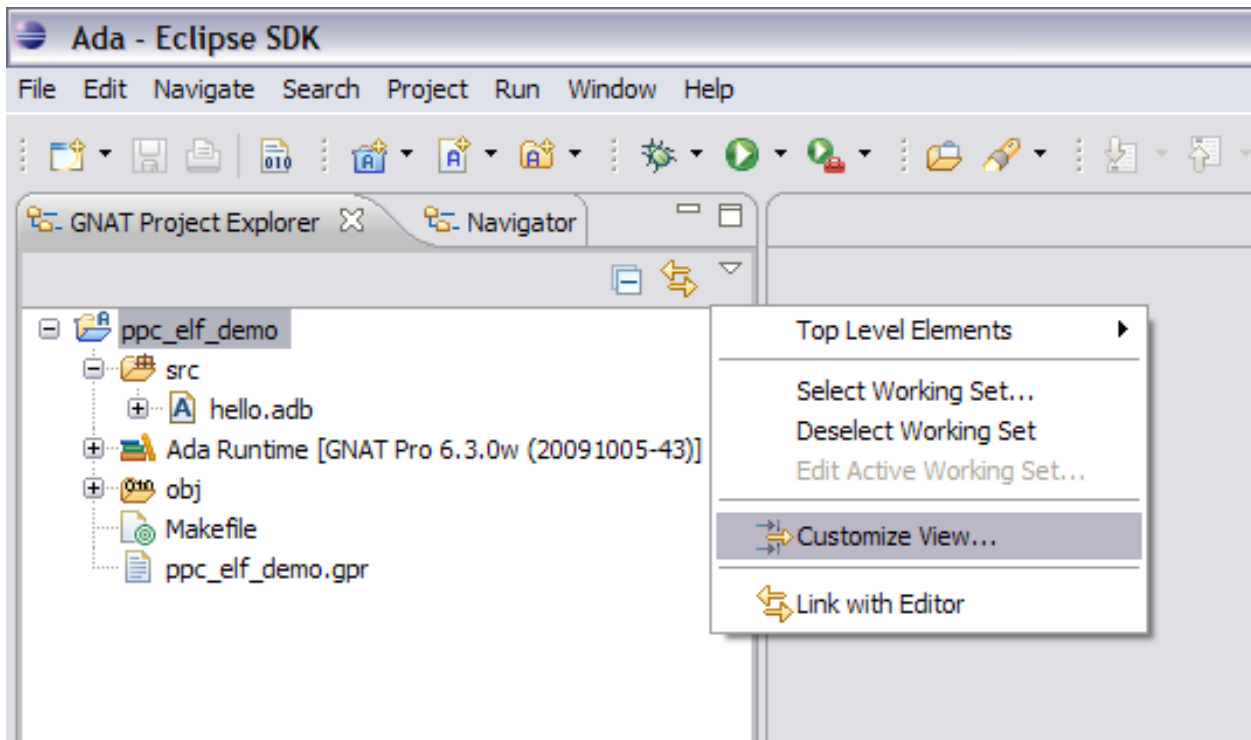 Ada - Eclipse SDK
File Edit Navigate Search Project Run Window Help
010 A A A
GNAT Project Explorer Navigator
ppc_elf_demo
src
hello.adb
Ada Runtime [GNAT Pro 6.3.0w (20091005-43)]
obj
Makefile
ppc_elf_demo.gpr
Top Level Elements
Select Working Set...
Deselect Working Set
Edit Active Working Set...
Customize View...
Link with Editor